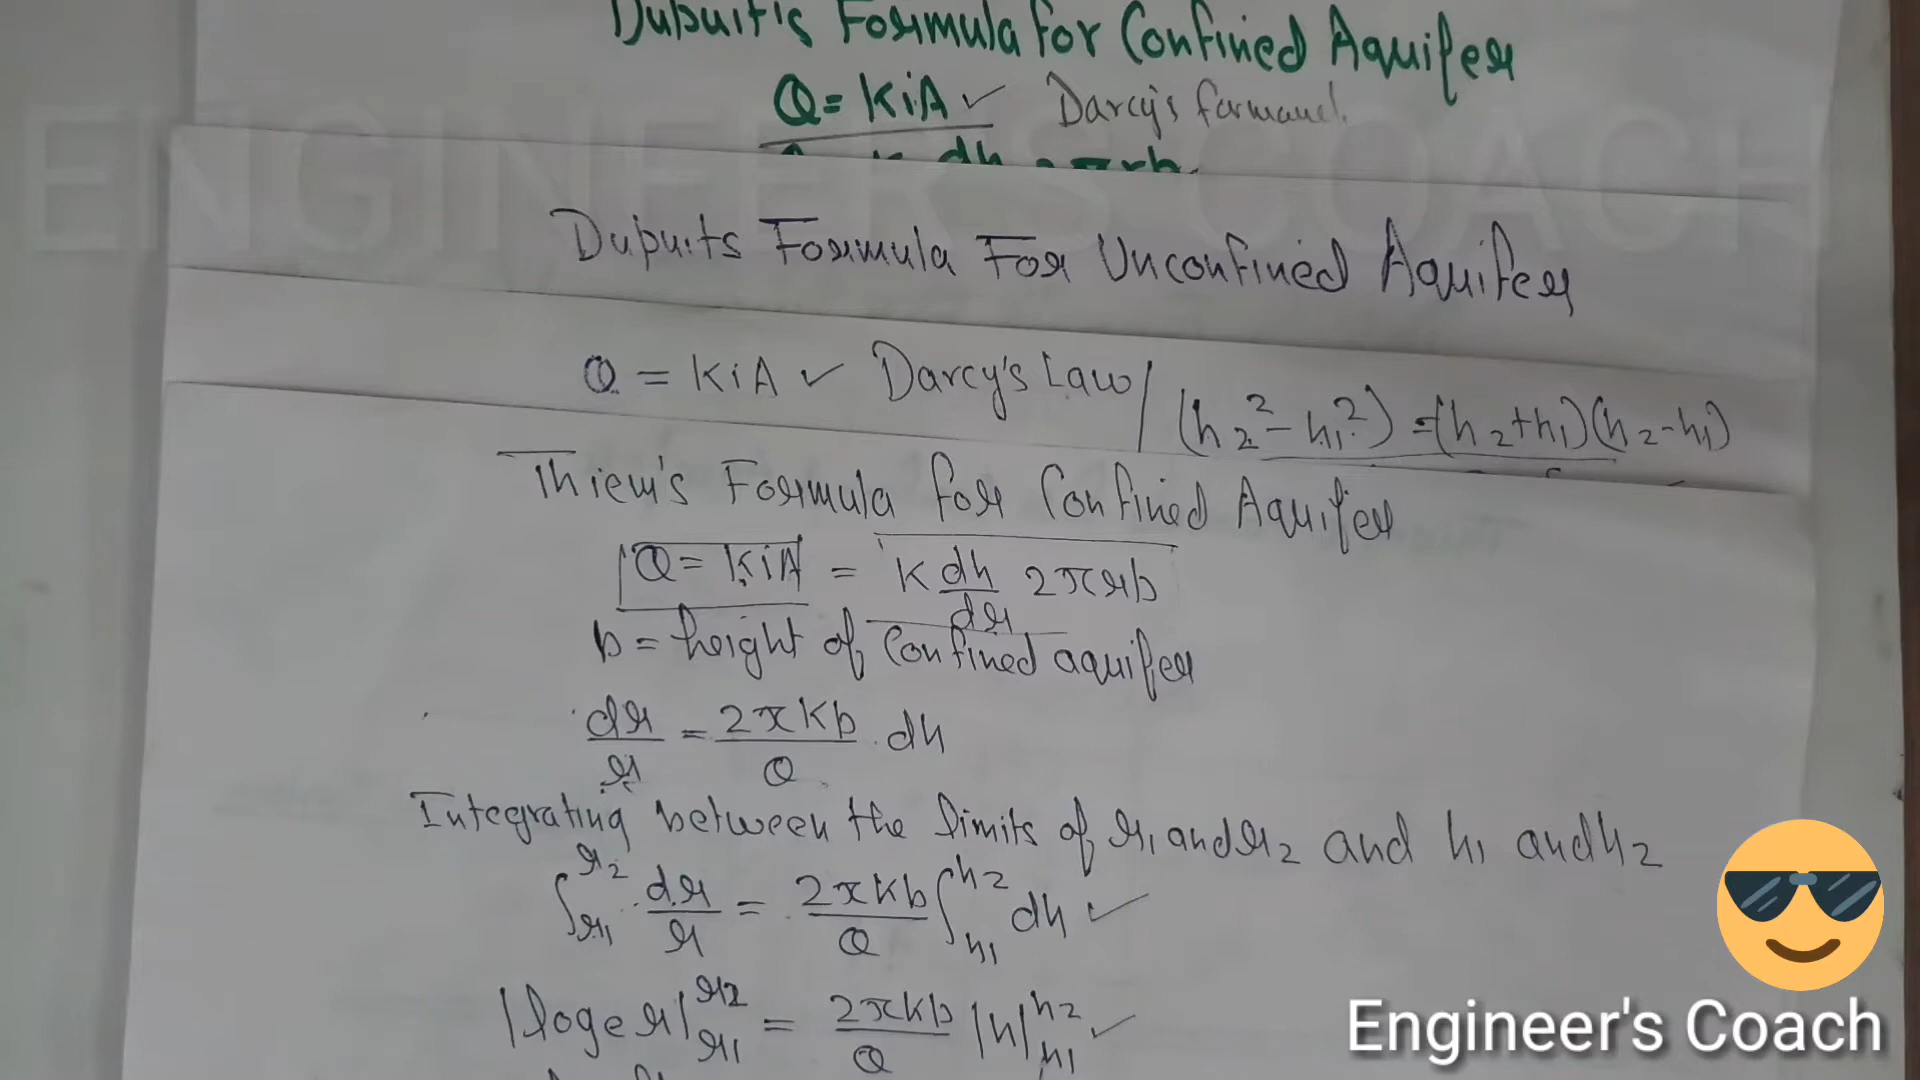 Dupuit's Formula for Confined Aquifer
Q = KiA ✓ Darcy's
Dupuits Formula For Unconfined Aquifer
Q = KiA ✓ Darcy's Law / (h₂² - h₁²) = (h₂+h₁)(h₂-h₁)
Thiem's Formula for Confined Aquifer
Q = KiA = K dh/dr 2πrb
b = height of confined aquifer
dr/r = 2πKb/Q . dh
Integrating between the limits of r₁ and r₂ and h₁ and h₂
∫r₁^r₂ dr/r = 2πKb/Q ∫h₁^h₂ dh ✓
|loge r|r₁^r₂ = 2πKb/Q |h|h₁^h₂ ✓
ENGINEER'S COACH
Engineer's Coach